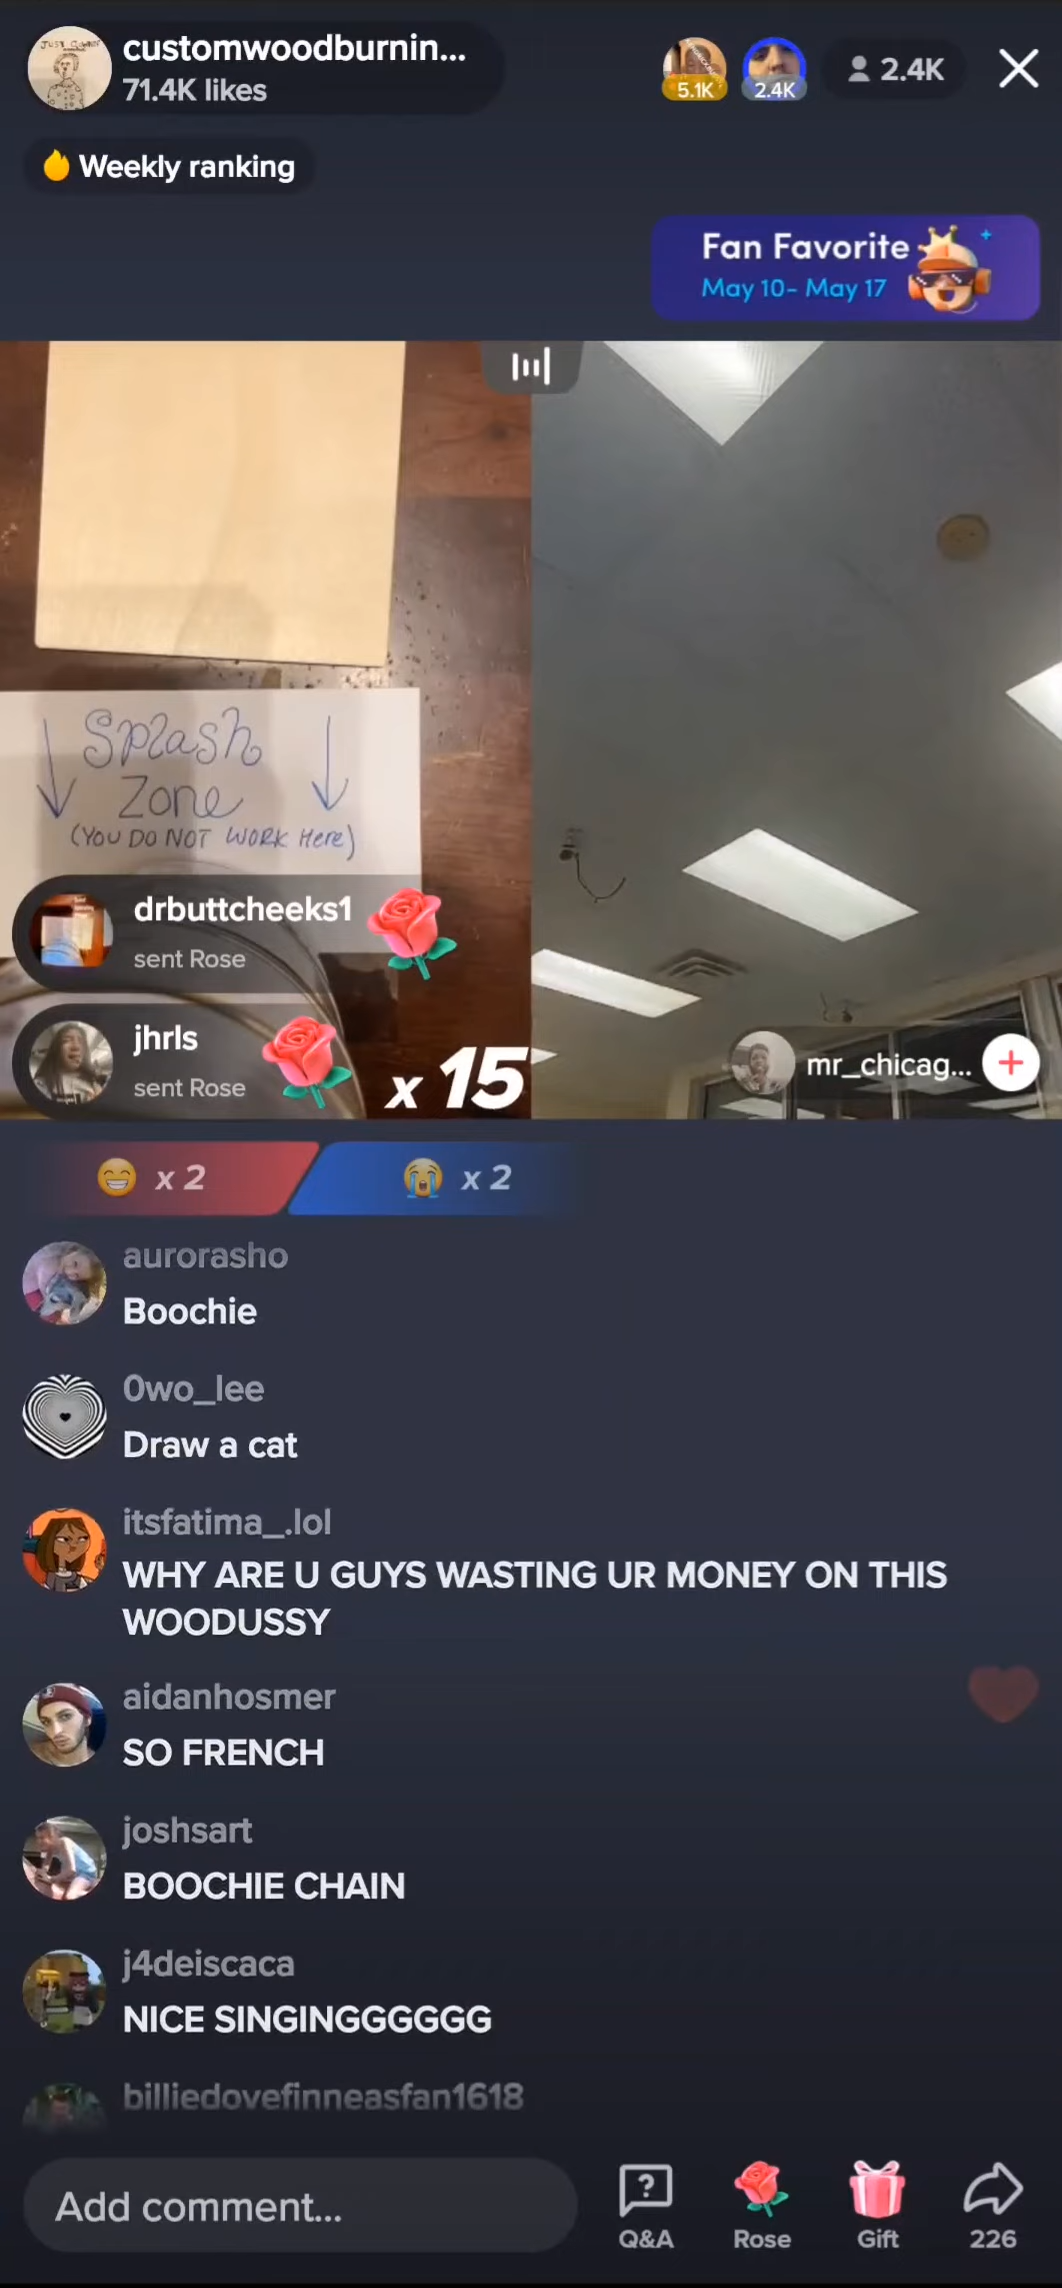 customwoodburnin...
71.4K likes
5.1K
2.4K
2.4K
Weekly ranking
Fan Favorite
May 10- May 17
Splash
Zone
(YOU DO NOT WORK Here)
drbuttcheeks1
sent Rose
jhrls
sent Rose
x 15
mr_chicag...
x 2
x 2
aurorasho
Boochie
0wo_lee
Draw a cat
itsfatima_.lol
WHY ARE U GUYS WASTING UR MONEY ON THIS
WOODUSSY
aidanhosmer
SO FRENCH
joshsart
BOOCHIE CHAIN
j4deiscaca
NICE SINGINGGGGGG
billiedovefinneasfan1618
Add comment...
Q&A
Rose
Gift
226